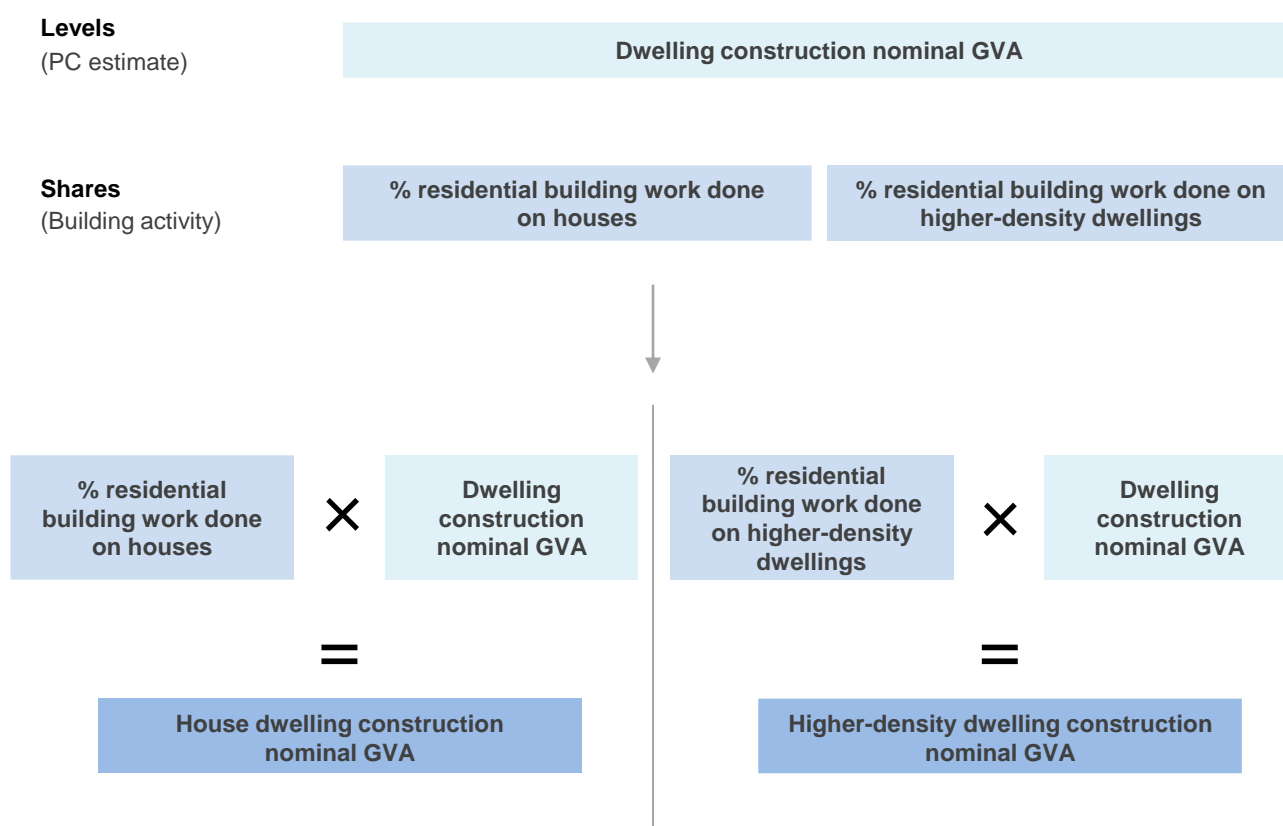 Levels
(PC estimate)
Dwelling construction nominal GVA
Shares
(Building activity)
% residential building work done
on houses
% residential building work done on
higher-density dwellings
% residential
building work done
on houses
×
Dwelling
construction
nominal GVA
% residential
building work done
on higher-density
dwellings
×
Dwelling
construction
nominal GVA
=
=
House dwelling construction
nominal GVA
Higher-density dwelling construction
nominal GVA